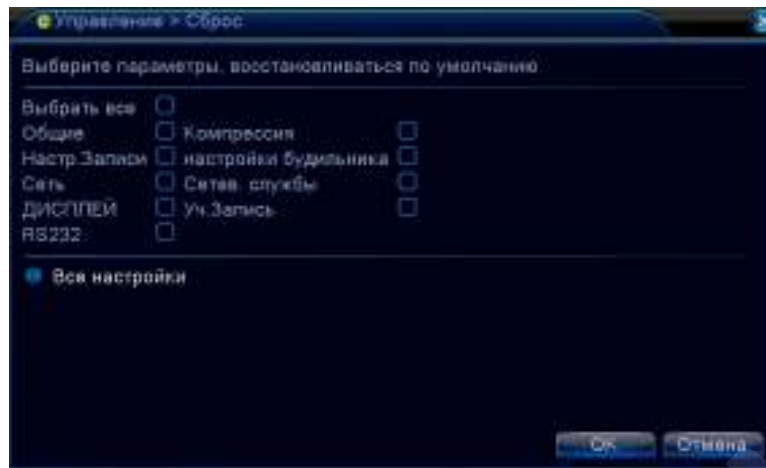 Управление > Сброс
Выберите параметры, восстанавливаться по умолчанию
Выбрать все
Общие Компрессия
Настр.Записи настройки будильника
Сеть Сетев. службы
ДИСПЛЕЙ Уч.Запись
RS232
Все настройки
OK Отмена